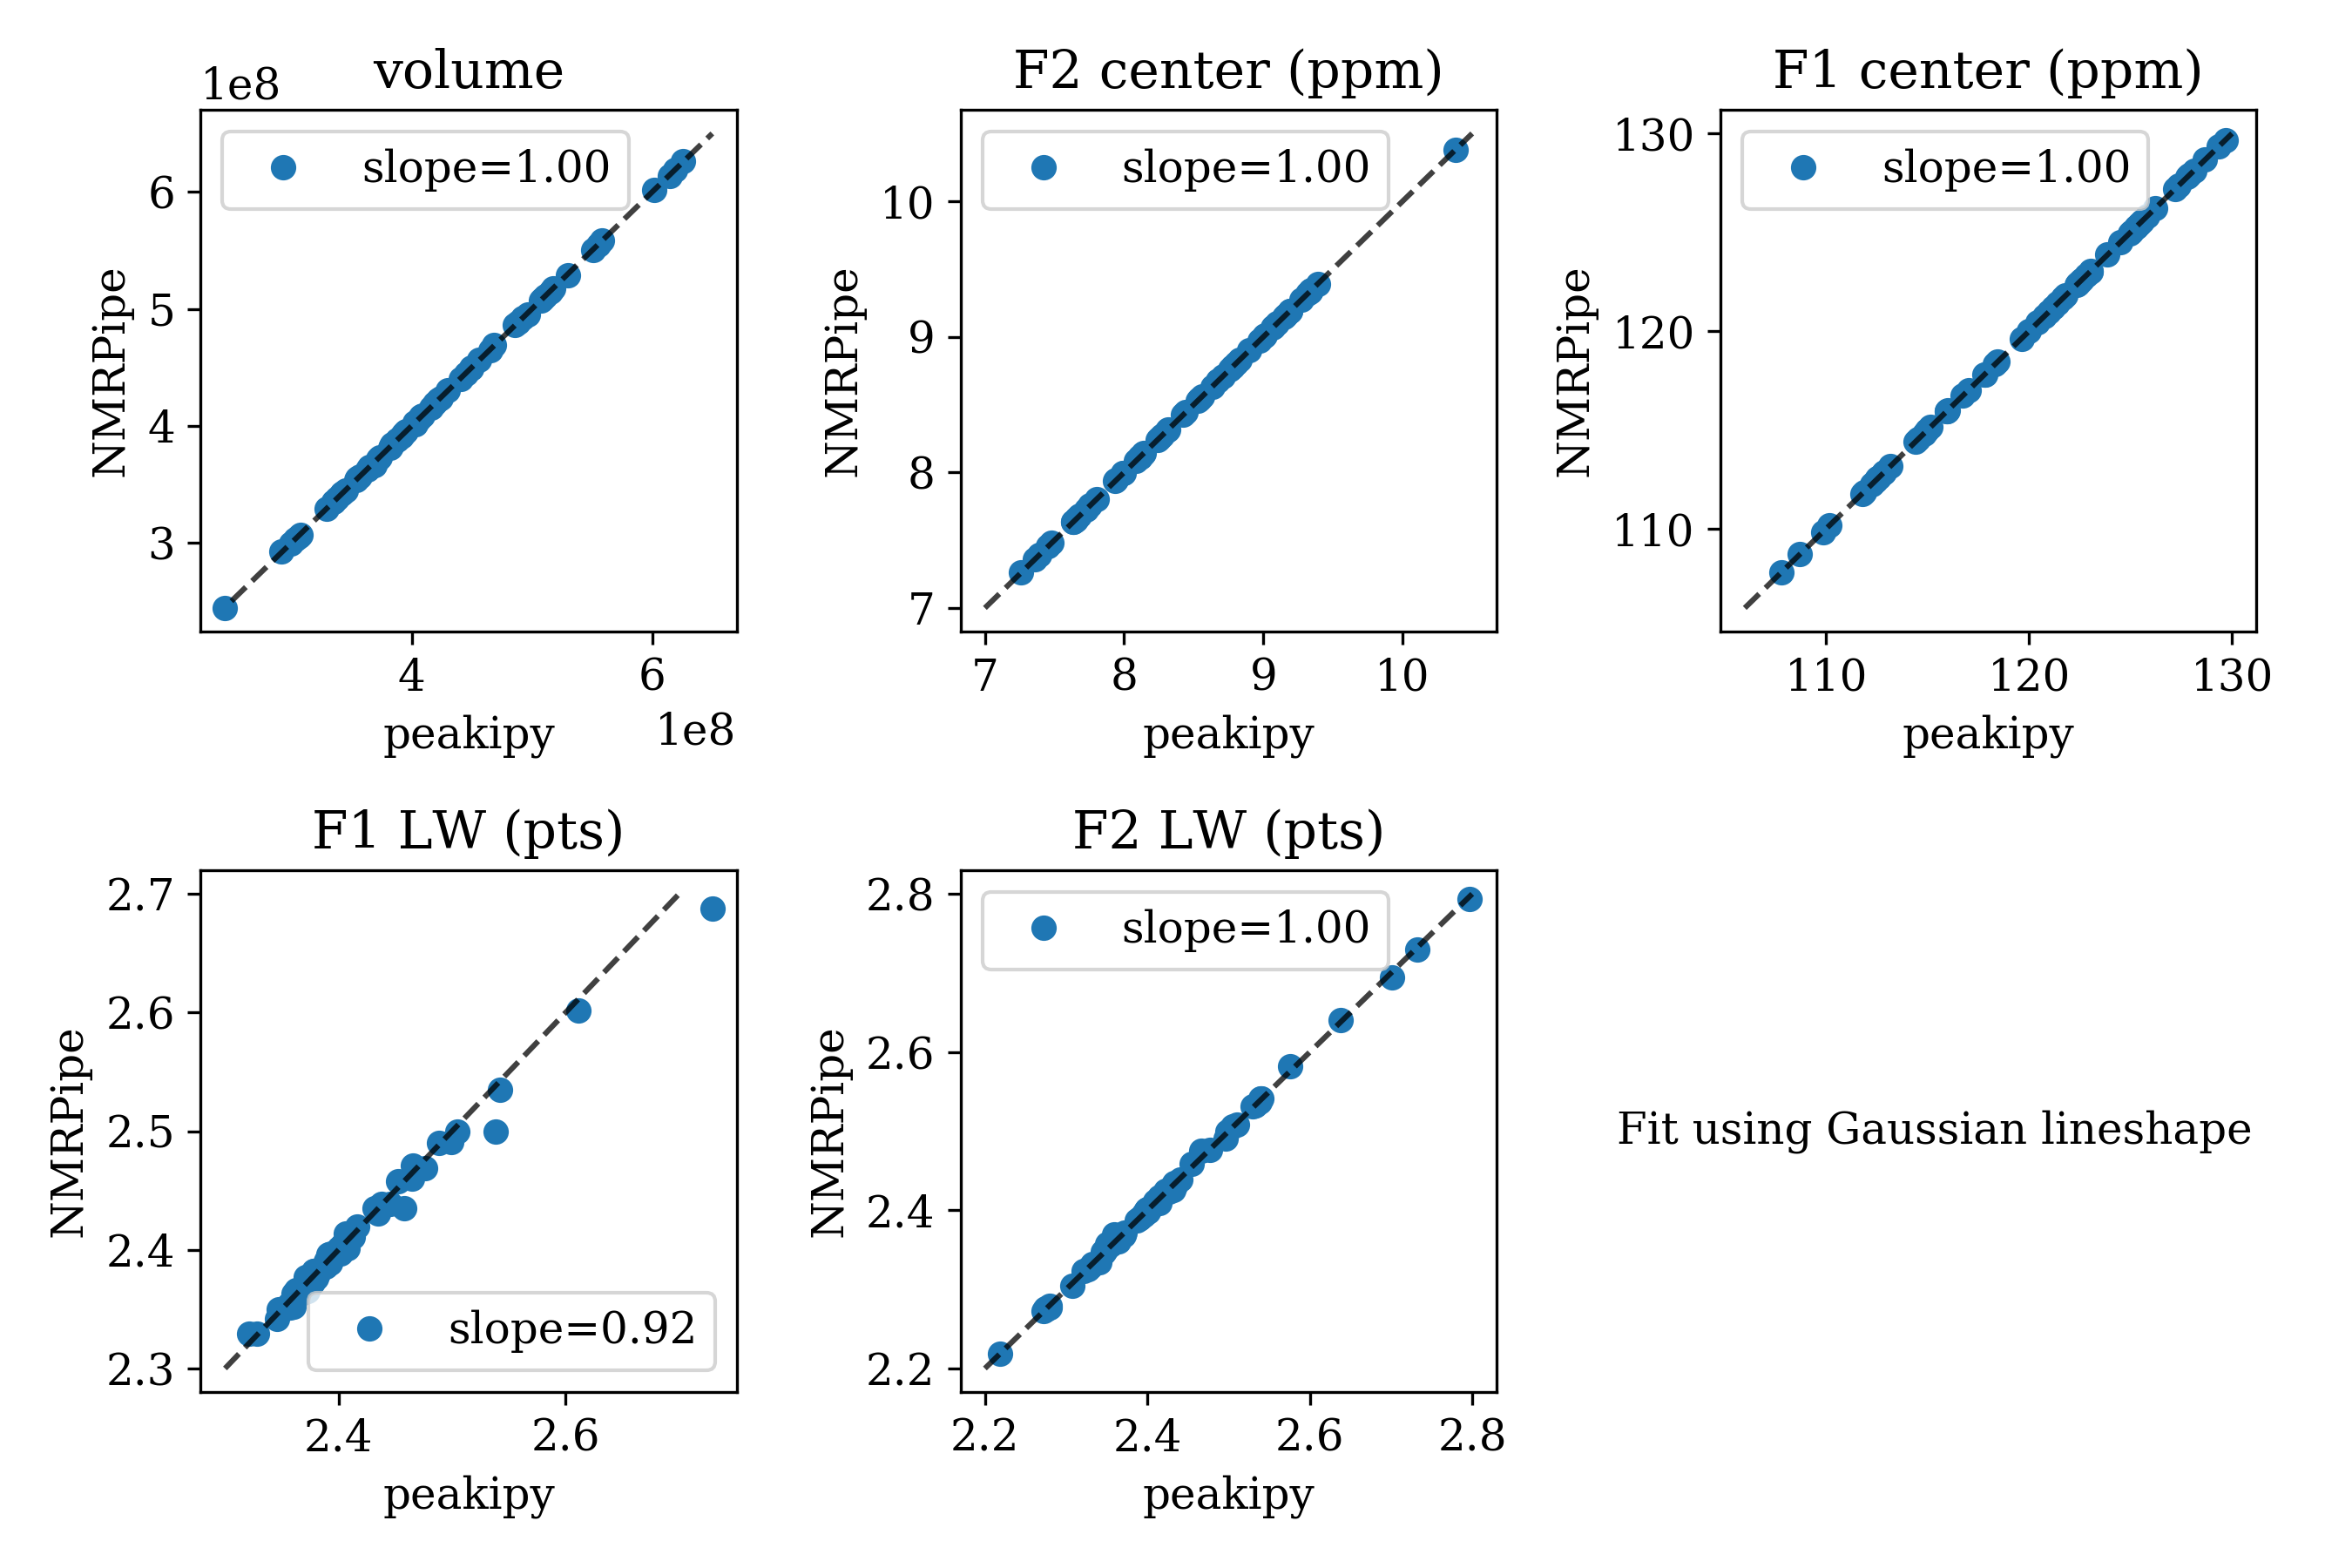 volume
1e8
slope=1.00
6
5
4
3
NMRPipe
4
6
1e8
peakipy
F2 center (ppm)
slope=1.00
10
9
8
7
NMRPipe
7
8
9
10
peakipy
F1 center (ppm)
slope=1.00
130
120
110
NMRPipe
110
120
130
peakipy
F1 LW (pts)
2.7
2.6
2.5
2.4
2.3
NMRPipe
slope=0.92
2.4
2.6
peakipy
F2 LW (pts)
slope=1.00
2.8
2.6
2.4
2.2
NMRPipe
2.2
2.4
2.6
2.8
peakipy
Fit using Gaussian lineshape